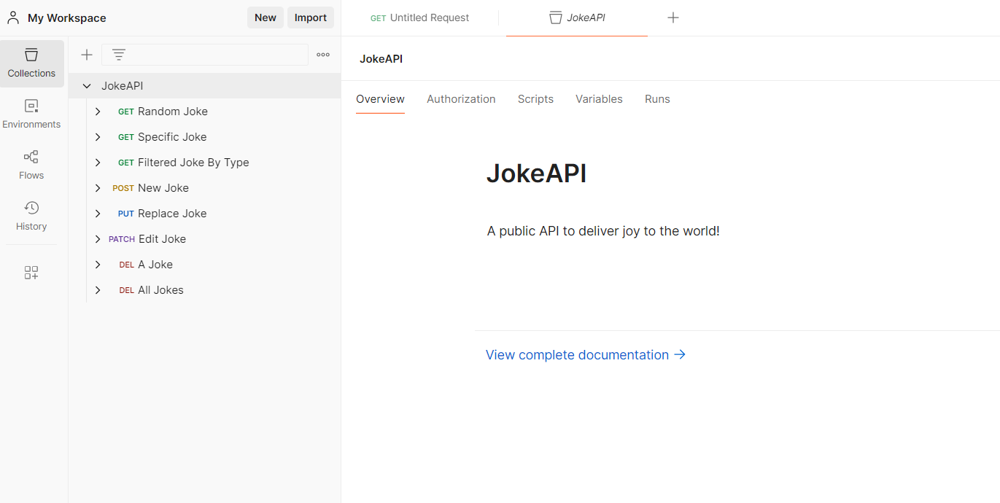 My Workspace
New
Import
GET Untitled Request
JokeAPI
Collections
Environments
Flows
History
JokeAPI
GET Random Joke
GET Specific Joke
GET Filtered Joke By Type
POST New Joke
PUT Replace Joke
PATCH Edit Joke
DEL A Joke
DEL All Jokes
JokeAPI
Overview
Authorization
Scripts
Variables
Runs
JokeAPI
A public API to deliver joy to the world!
View complete documentation →